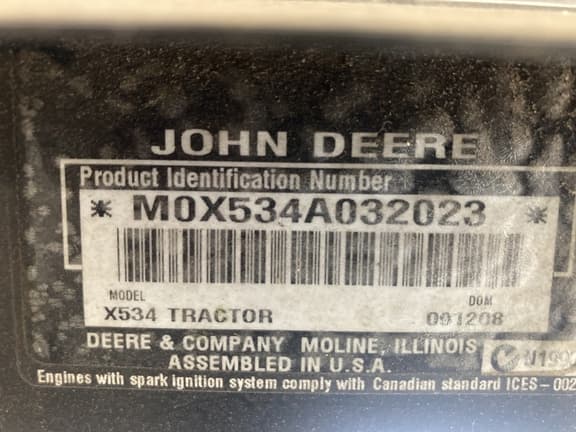 JOHN DEERE
Product Identification Number
* M0X534A032023 *
MODEL DOM
X534 TRACTOR 091208
DEERE & COMPANY MOLINE, ILLINOIS
ASSEMBLED IN U.S.A.
Engines with spark ignition system comply with Canadian standard ICES-002